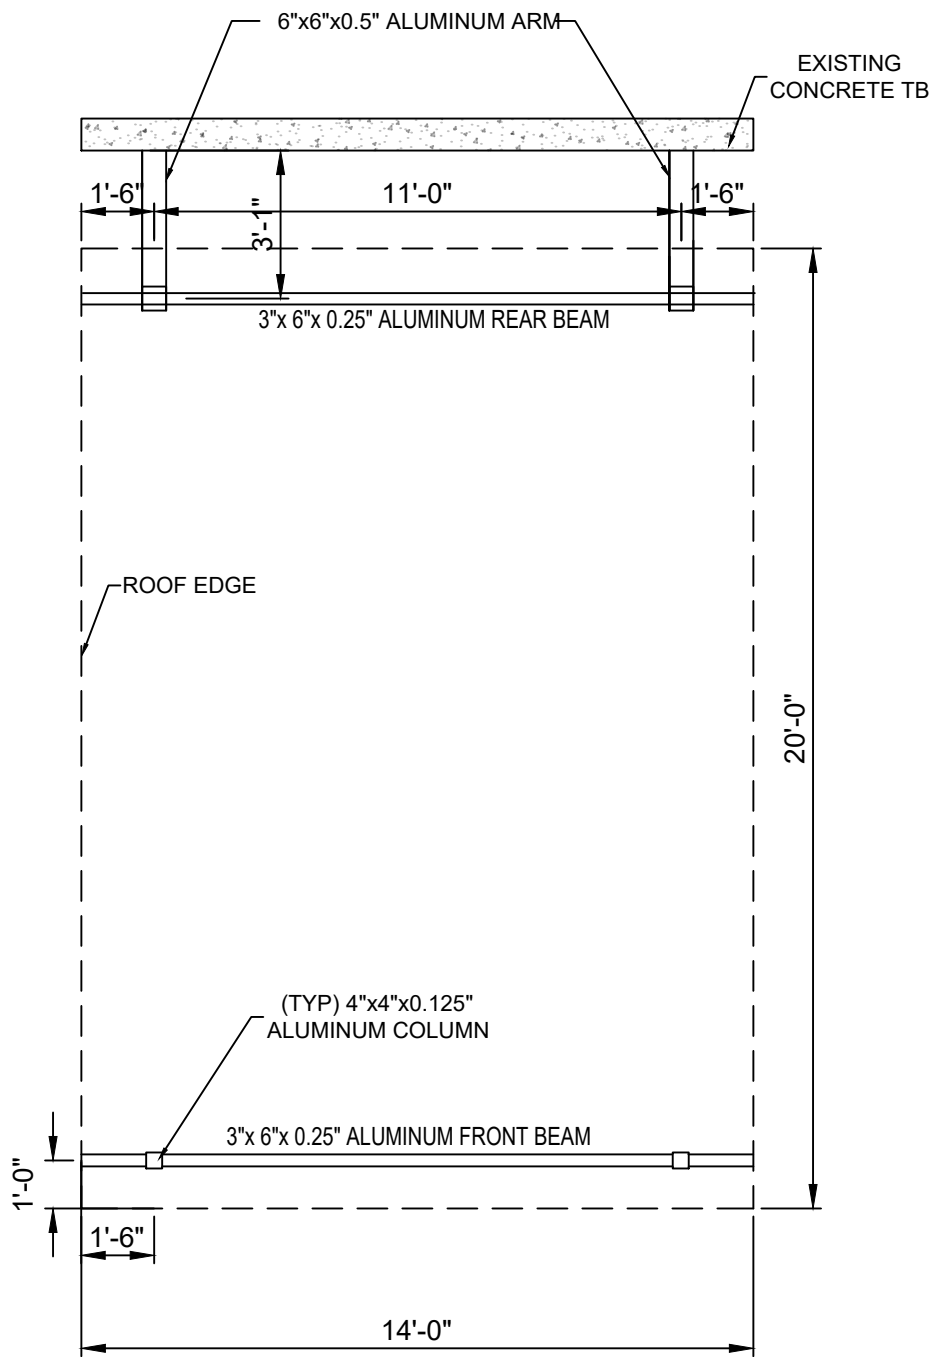 6"x6"x0.5" ALUMINUM ARM
EXISTING
CONCRETE TB
1'-6"
11'-0"
1'-6"
3'-1"
3"x 6"x 0.25" ALUMINUM REAR BEAM
ROOF EDGE
20'-0"
(TYP) 4"x4"x0.125"
ALUMINUM COLUMN
3"x 6"x 0.25" ALUMINUM FRONT BEAM
1'-0"
1'-6"
14'-0"